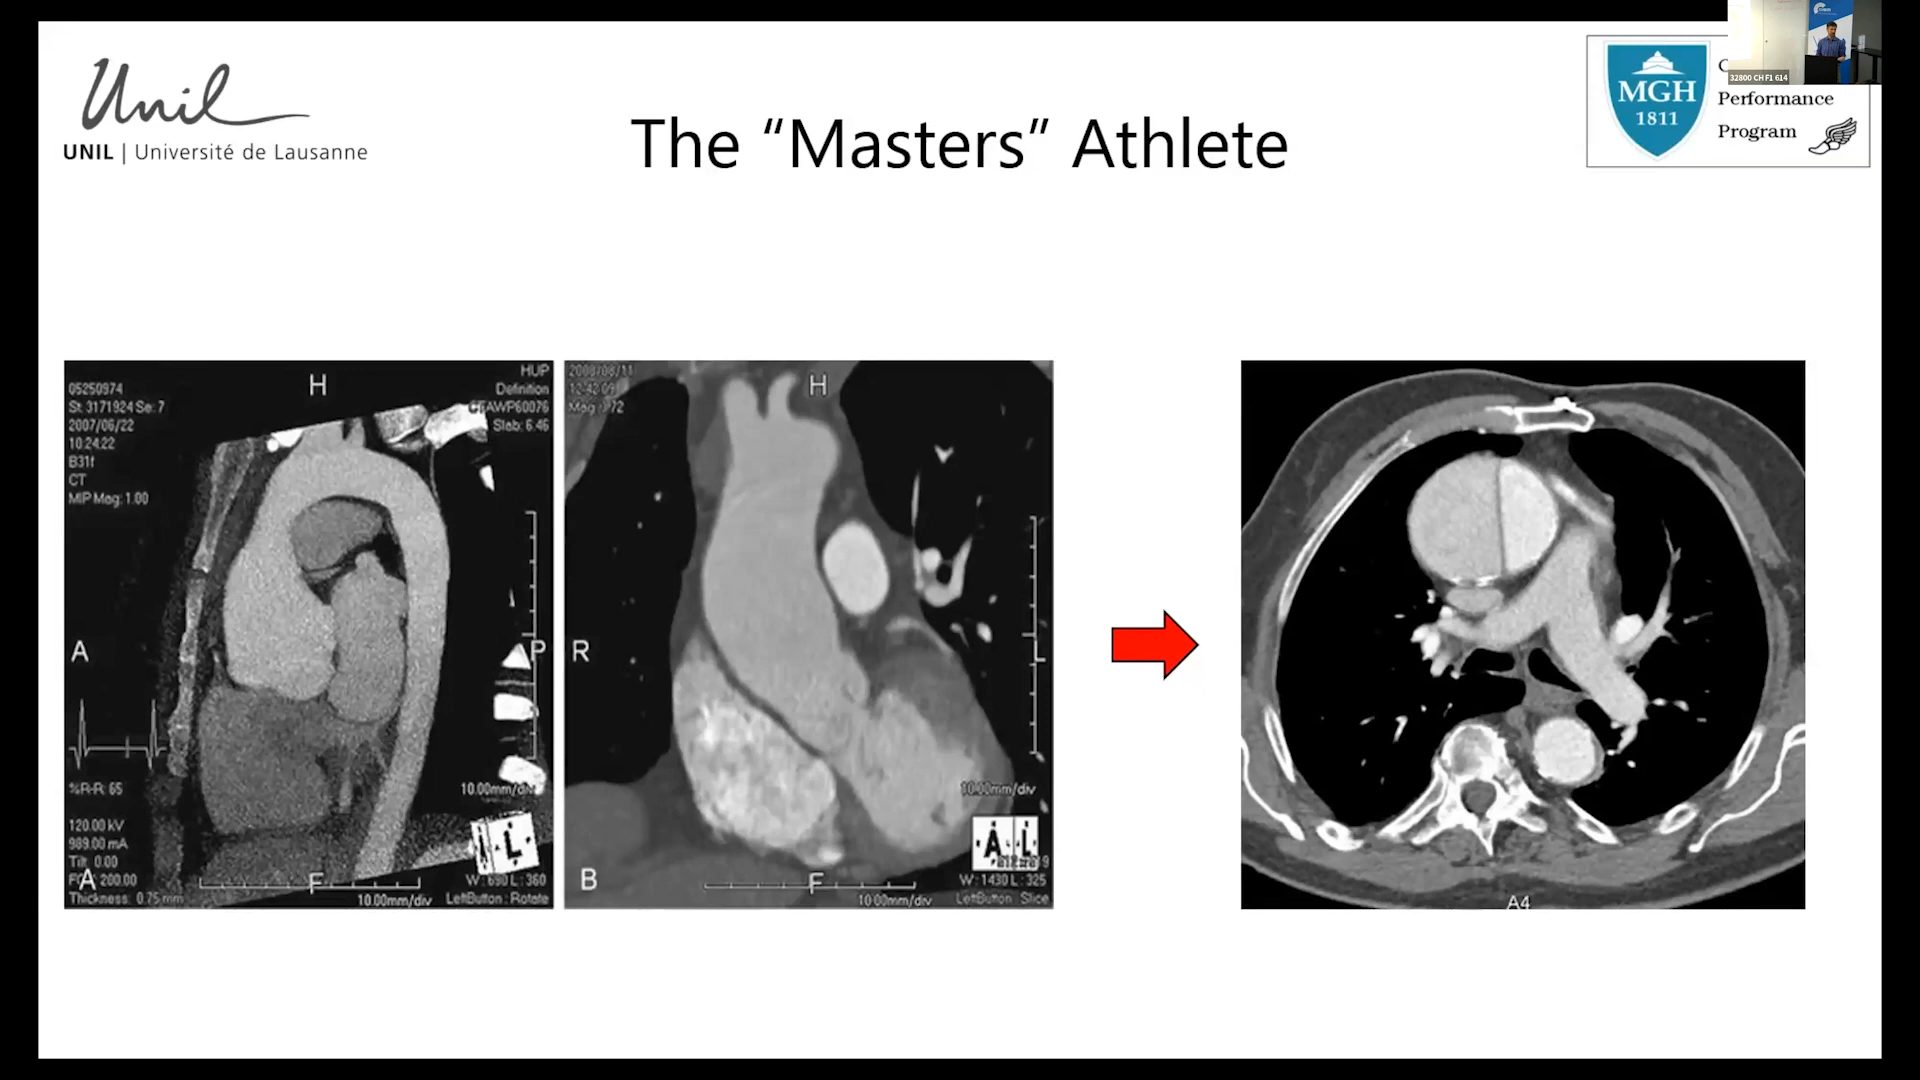 Unil
UNIL | Université de Lausanne
The “Masters” Athlete
MGH
1811
Performance
Program
32800 CH F1 614
05250974
St: 3171924 Se: 7
2007/06/22
10:24:22
B31f
CT
MIP Mag: 1.00
H
HUP
Definition
CTAWP60076
Slab: 6.46
A
P
%R-R: 65
120.00 kV
989.00 mA
Tilt: 0.00
200.00
Thickness: 0.75 mm
A
F
10.00mm/div
10.00mm/div
L
W: 690 L: 360
LeftButton : Rotate
2008/08/11
12:42:09
Mag: 1.72
H
R
L
B
F
10.00mm/div
10.00mm/div
A L
W: 1430 L: 325
LeftButton: Slice
A4